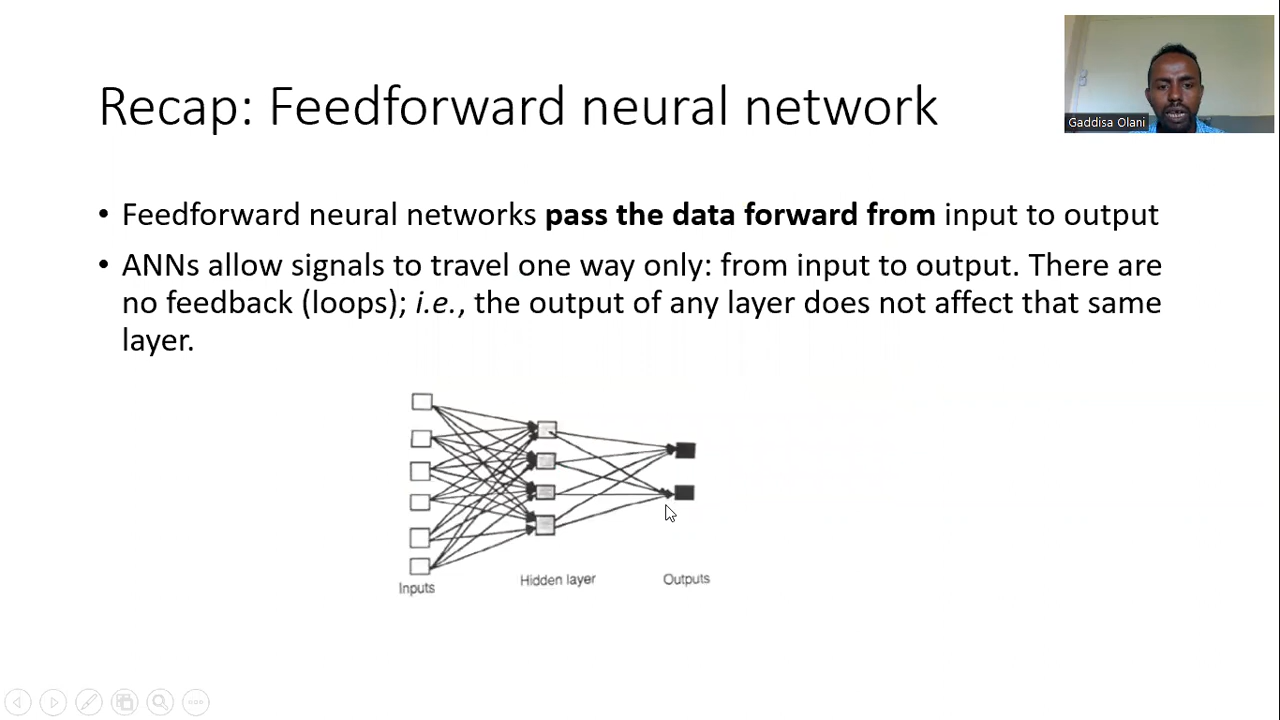 Recap: Feedforward neural network
Gaddisa Olani
• Feedforward neural networks pass the data forward from input to output
• ANNs allow signals to travel one way only: from input to output. There are
no feedback (loops); i.e., the output of any layer does not affect that same
layer.
Inputs
Hidden layer
Outputs